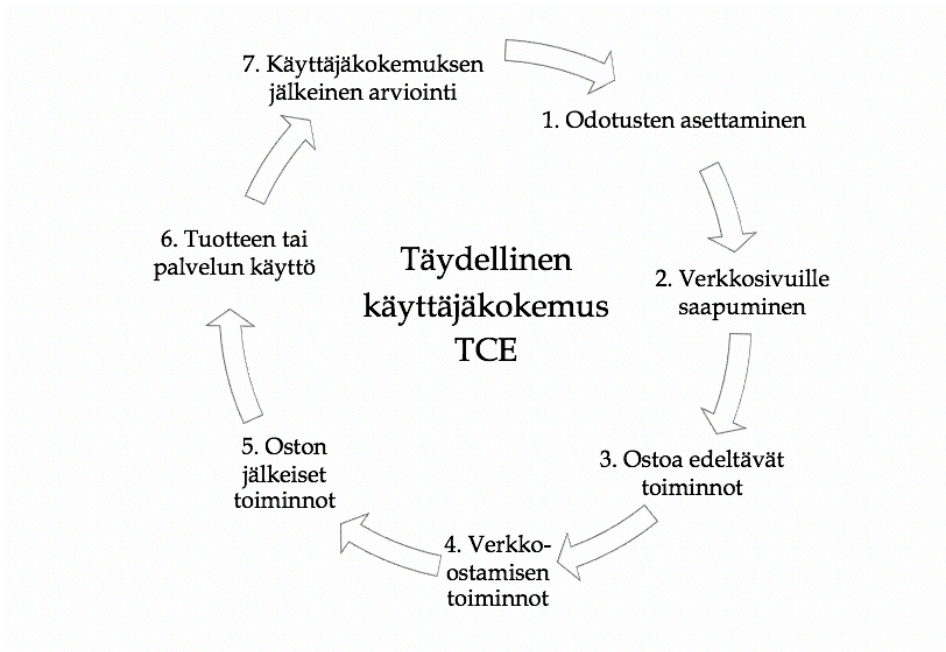 7. Käyttäjäkokemuksen
jälkeinen arviointi
1. Odotusten asettaminen
2. Verkkosivuille
saapuminen
3. Ostoa edeltävät
toiminnot
4. Verkko-
ostamisen
toiminnot
5. Oston
jälkeiset
toiminnot
6. Tuotteen tai
palvelun käyttö
Täydellinen
käyttäjäkokemus
TCE